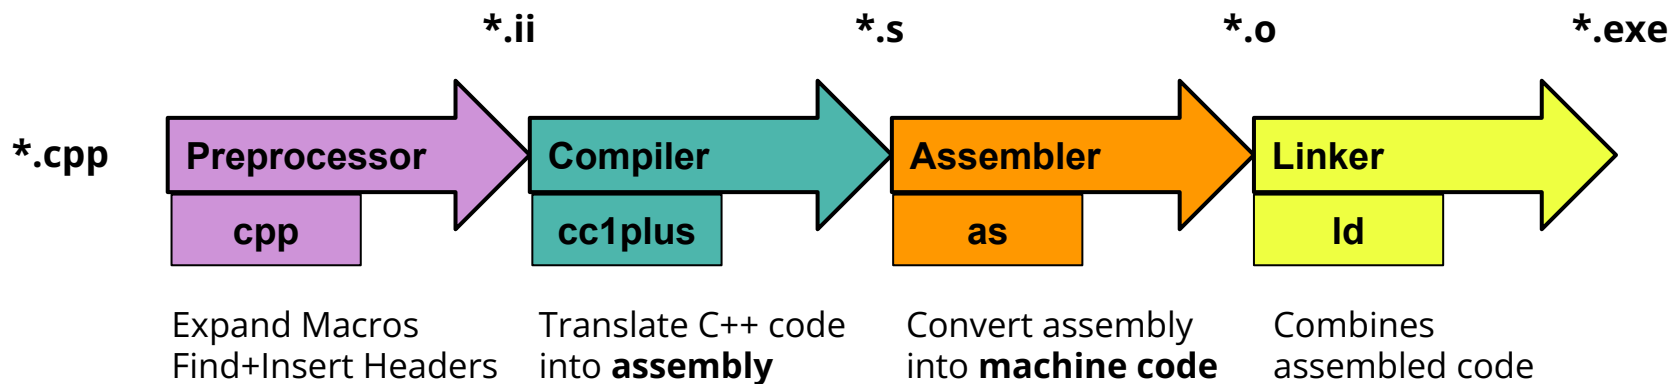 *.ii
*.s
*.o
*.exe
*.cpp
Preprocessor
Compiler
Assembler
Linker
cpp
cc1plus
as
ld
Expand Macros
Find+Insert Headers
Translate C++ code
into assembly
Convert assembly
into machine code
Combines
assembled code